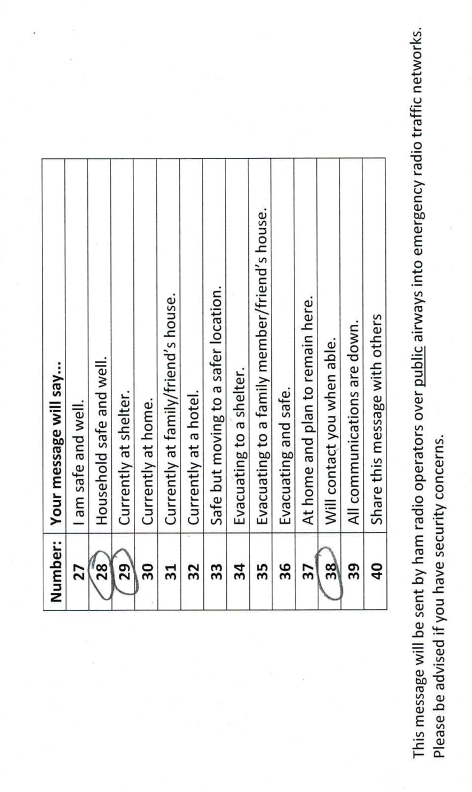 Number: Your message will say...
27 I am safe and well.
28 Household safe and well.
29 Currently at shelter.
30 Currently at home.
31 Currently at family/friend's house.
32 Currently at a hotel.
33 Safe but moving to a safer location.
34 Evacuating to a shelter.
35 Evacuating to a family member/friend's house.
36 Evacuating and safe.
37 At home and plan to remain here.
38 Will contact you when able.
39 All communications are down.
40 Share this message with others
This message will be sent by ham radio operators over public airways into emergency radio traffic networks.
Please be advised if you have security concerns.